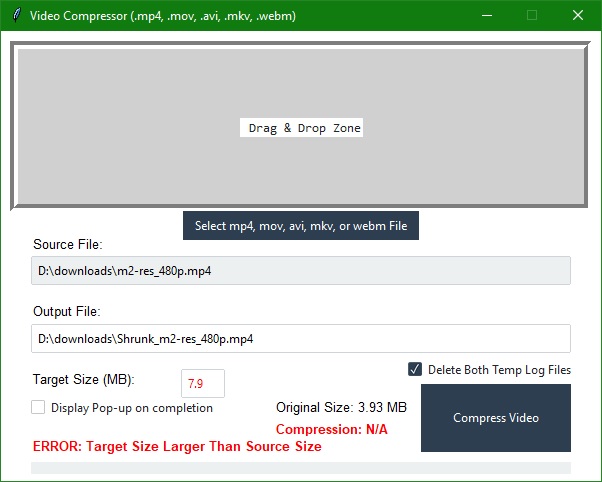 Video Compressor (.mp4, .mov, .avi, .mkv, .webm)
Drag & Drop Zone
Select mp4, mov, avi, mkv, or webm File
Source File:
D:\downloads\m2-res_480p.mp4
Output File:
D:\downloads\Shrunk_m2-res_480p.mp4
Target Size (MB): 7.9
Delete Both Temp Log Files
Display Pop-up on completion
Original Size: 3.93 MB
Compress Video
Compression: N/A
ERROR: Target Size Larger Than Source Size